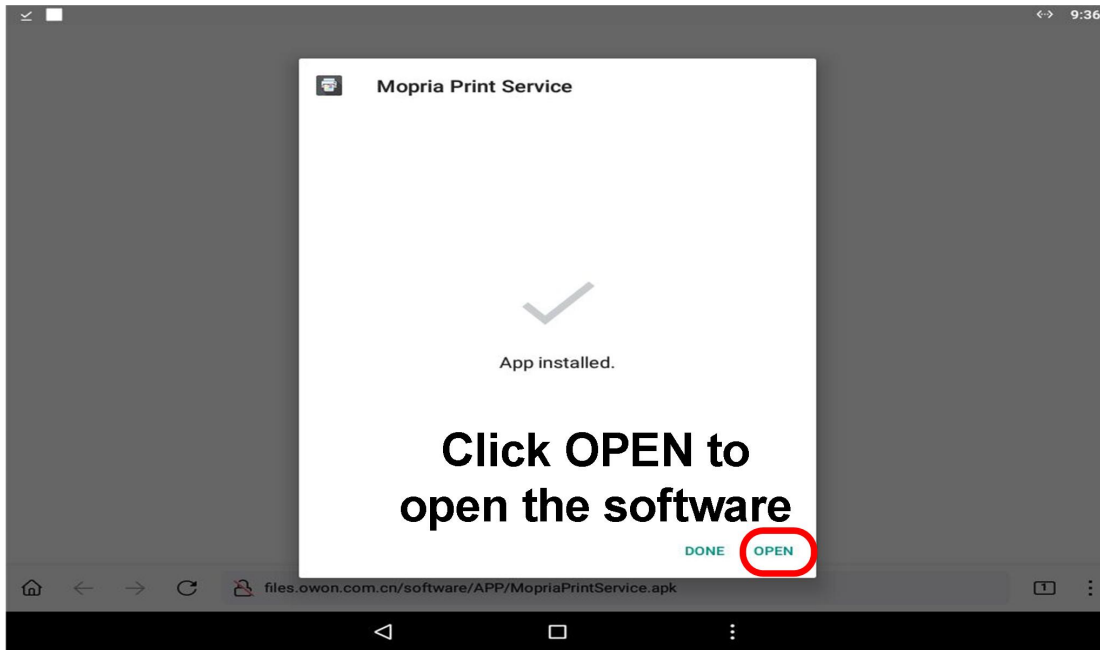 9:36
Mopria Print Service
App installed.
Click OPEN to
open the software
DONE OPEN
files.owon.com.cn/software/APP/MopriaPrintService.apk
1